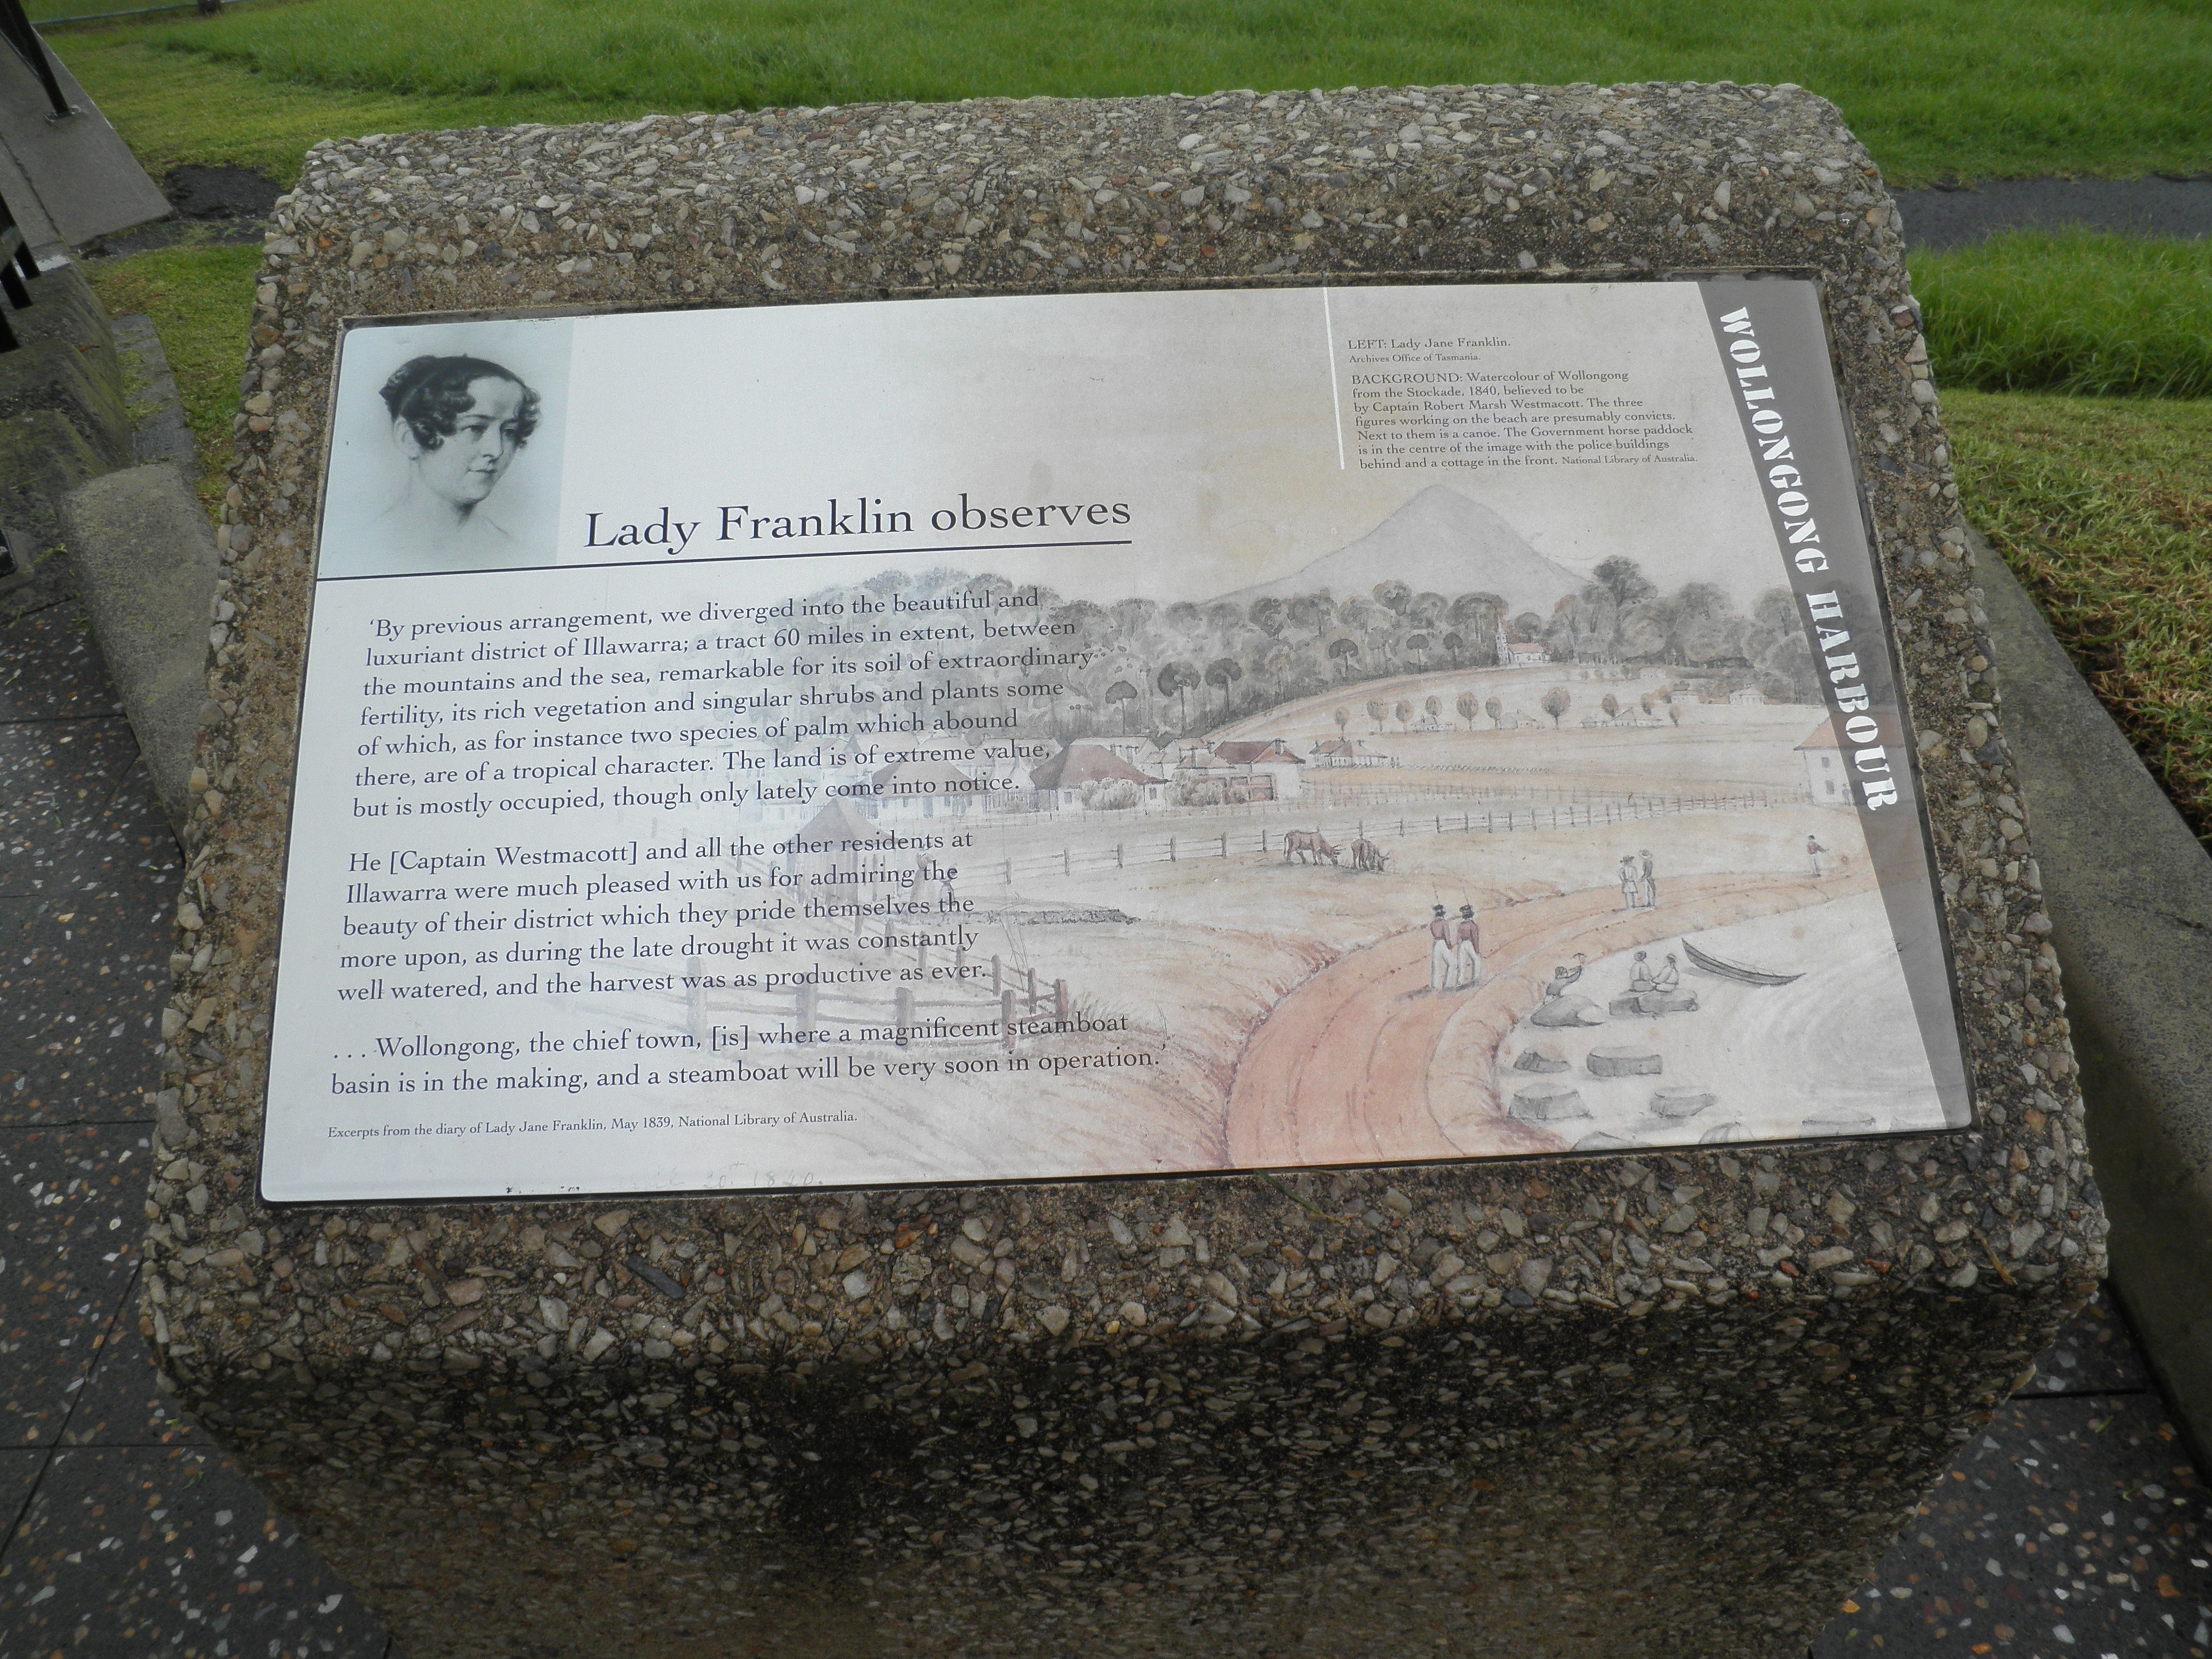 Lady Franklin observes
'By previous arrangement, we diverged into the beautiful and
luxuriant district of Illawarra; a tract 60 miles in extent, between
the mountains and the sea, remarkable for its soil of extraordinary
fertility, its rich vegetation and singular shrubs and plants some
of which, as for instance two species of palm which abound
there, are of a tropical character. The land is of extreme value,
but is mostly occupied, though only lately come into notice.
He [Captain Westmacott] and all the other residents at
Illawarra were much pleased with us for admiring the
beauty of their district which they pride themselves the
more upon, as during the late drought it was constantly
well watered, and the harvest was as productive as ever.
. . . Wollongong, the chief town, [is] where a magnificent steamboat
basin is in the making, and a steamboat will be very soon in operation.'
Excerpts from the diary of Lady Jane Franklin, May 1839, National Library of Australia.
LEFT: Lady Jane Franklin.
Archives Office of Tasmania.
BACKGROUND: Watercolour of Wollongong
from the Stockade, 1840, believed to be
by Captain Robert Marsh Westmacott. The three
figures working on the beach are presumably convicts.
Next to them is a canoe. The Government horse paddock
is in the centre of the image with the police buildings
behind and a cottage in the front. National Library of Australia.
WOLLONGONG HARBOUR
1840.